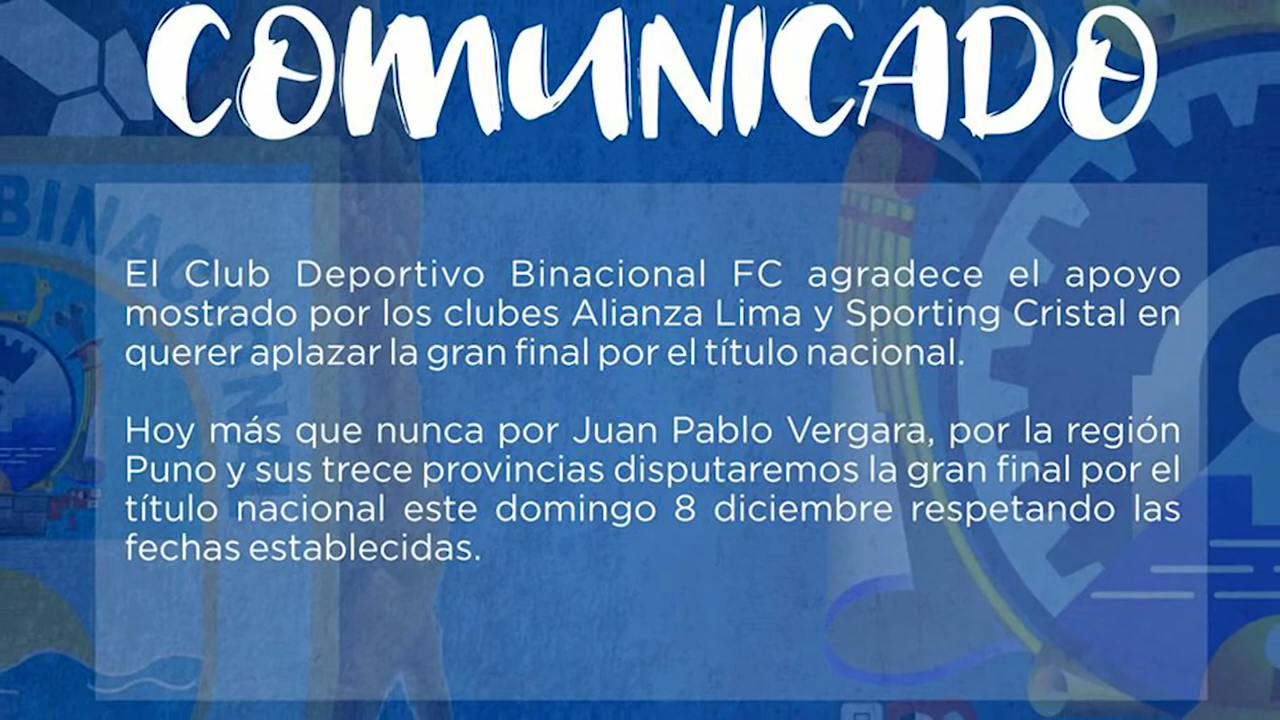 COMUNICADO
BINAC
El Club Deportivo Binacional FC agradece el apoyo
mostrado por los clubes Alianza Lima y Sporting Cristal en
querer aplazar la gran final por el título nacional.
Hoy más que nunca por Juan Pablo Vergara, por la región
Puno y sus trece provincias disputaremos la gran final por el
título nacional este domingo 8 diciembre respetando las
fechas establecidas.